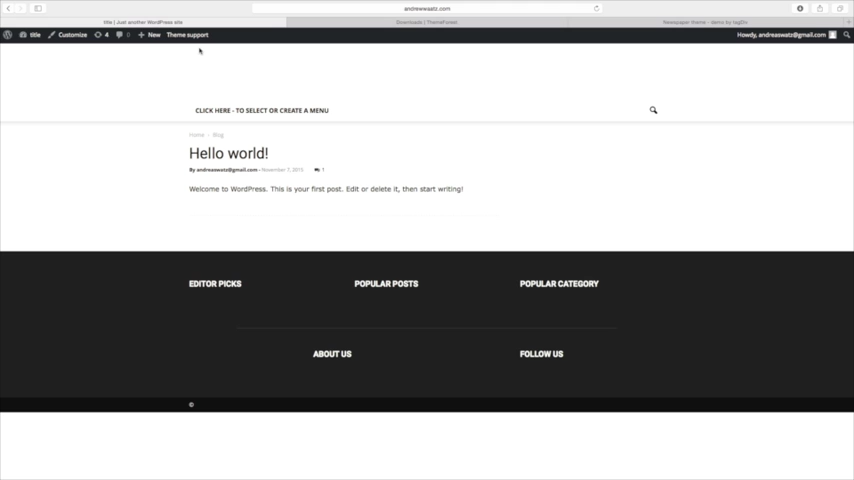 andrewwaatz.com
title | Just another WordPress site
Downloads | ThemeForest
Newspaper theme - demo by tagDiv
title Customize 4 0 New Theme support
Howdy, andreaswatz@gmail.com
CLICK HERE - TO SELECT OR CREATE A MENU
Home Blog
Hello world!
By andreaswatz@gmail.com - November 7, 2015 1
Welcome to WordPress. This is your first post. Edit or delete it, then start writing!
EDITOR PICKS
POPULAR POSTS
POPULAR CATEGORY
ABOUT US
FOLLOW US
©